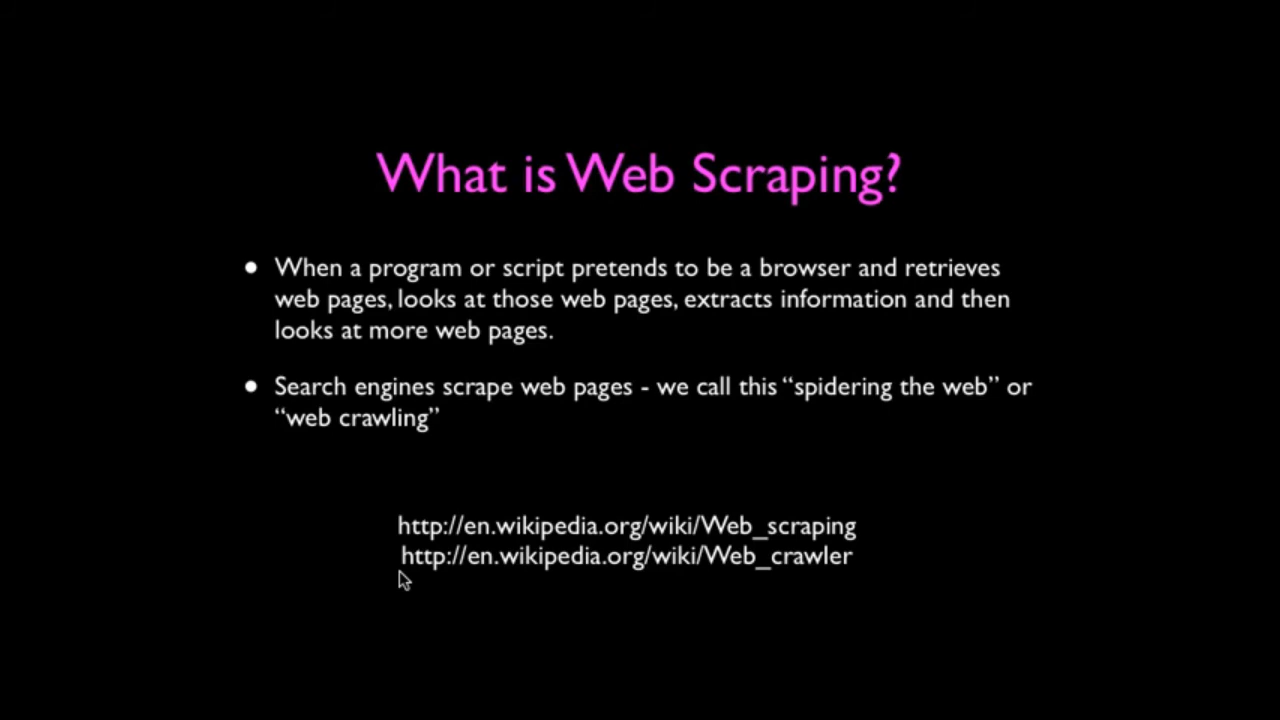 What is Web Scraping?
• When a program or script pretends to be a browser and retrieves
web pages, looks at those web pages, extracts information and then
looks at more web pages.
• Search engines scrape web pages - we call this “spidering the web” or
“web crawling”
http://en.wikipedia.org/wiki/Web_scraping
http://en.wikipedia.org/wiki/Web_crawler